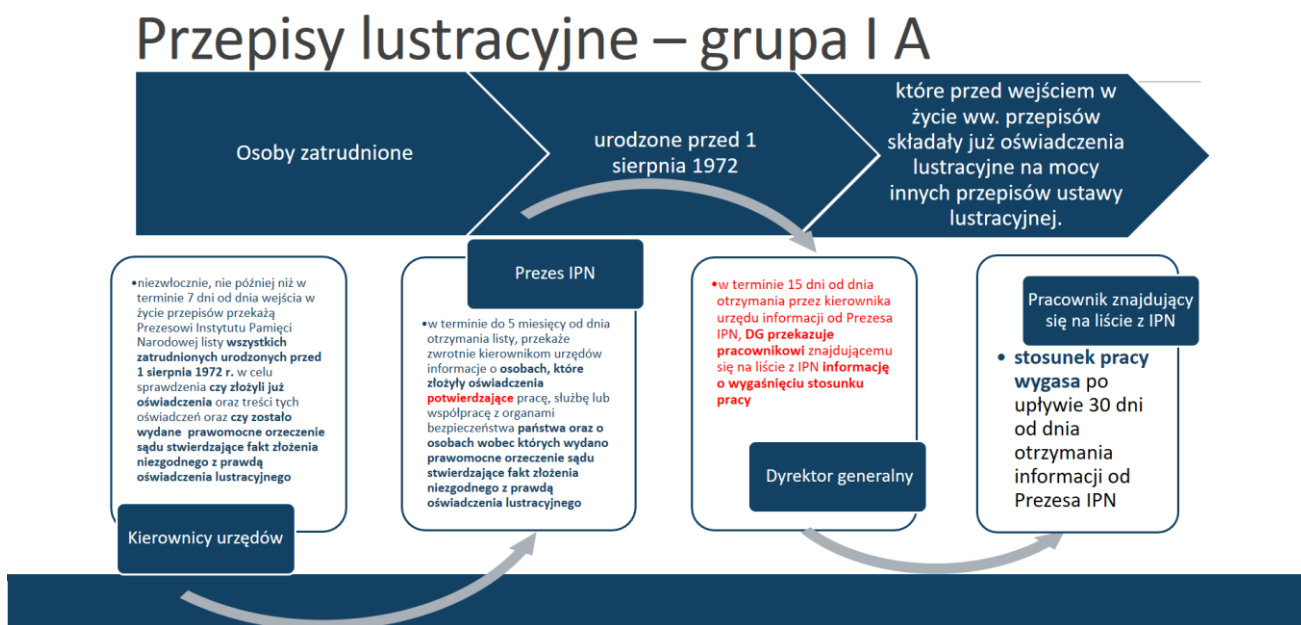 Przepisy lustracyjne – grupa I A
Osoby zatrudnione
urodzone przed 1
sierpnia 1972
które przed wejściem w
życie ww. przepisów
składały już oświadczenia
lustracyjne na mocy
innych przepisów ustawy
lustracyjnej.
•niezwłocznie, nie później niż w
terminie 7 dni od dnia wejścia w
życie przepisów przekażą
Prezesowi Instytutu Pamięci
Narodowej listy wszystkich
zatrudnionych urodzonych przed
1 sierpnia 1972 r. w celu
sprawdzenia czy złożyli już
oświadczenia oraz treści tych
oświadczeń oraz czy zostało
wydane prawomocne orzeczenie
sądu stwierdzające fakt złożenia
niezgodnego z prawdą
oświadczenia lustracyjnego
Kierownicy urzędów
Prezes IPN
•w terminie do 5 miesięcy od dnia
otrzymania listy, przekaże
zwrotnie kierownikom urzędów
informacje o osobach, które
złożyły oświadczenia
potwierdzające pracę, służbę lub
współpracę z organami
bezpieczeństwa państwa oraz o
osobach wobec których wydano
prawomocne orzeczenie sądu
stwierdzające fakt złożenia
niezgodnego z prawdą
oświadczenia lustracyjnego
•w terminie 15 dni od dnia
otrzymania przez kierownika
urzędu informacji od Prezesa
IPN, DG przekazuje
pracownikowi znajdującemu
się na liście z IPN informację
o wygaśnięciu stosunku
pracy
Dyrektor generalny
Pracownik znajdujący
się na liście z IPN
• stosunek pracy
wygasa po
upływie 30 dni
od dnia
otrzymania
informacji od
Prezesa IPN